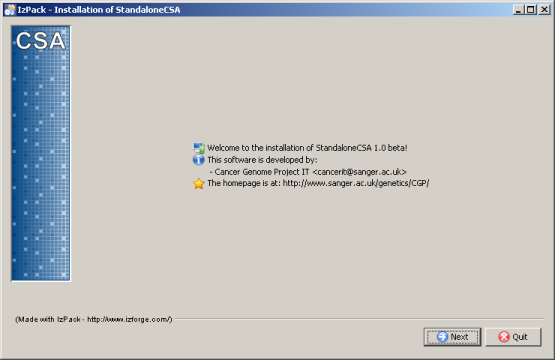 IzPack - Installation of StandaloneCSA
CSA
Welcome to the installation of StandaloneCSA 1.0 beta!
This software is developed by:
- Cancer Genome Project IT <cancerit@sanger.ac.uk>
The homepage is at: http://www.sanger.ac.uk/genetics/CGP/
(Made with IzPack - http://www.izforge.com/)
Next
Quit